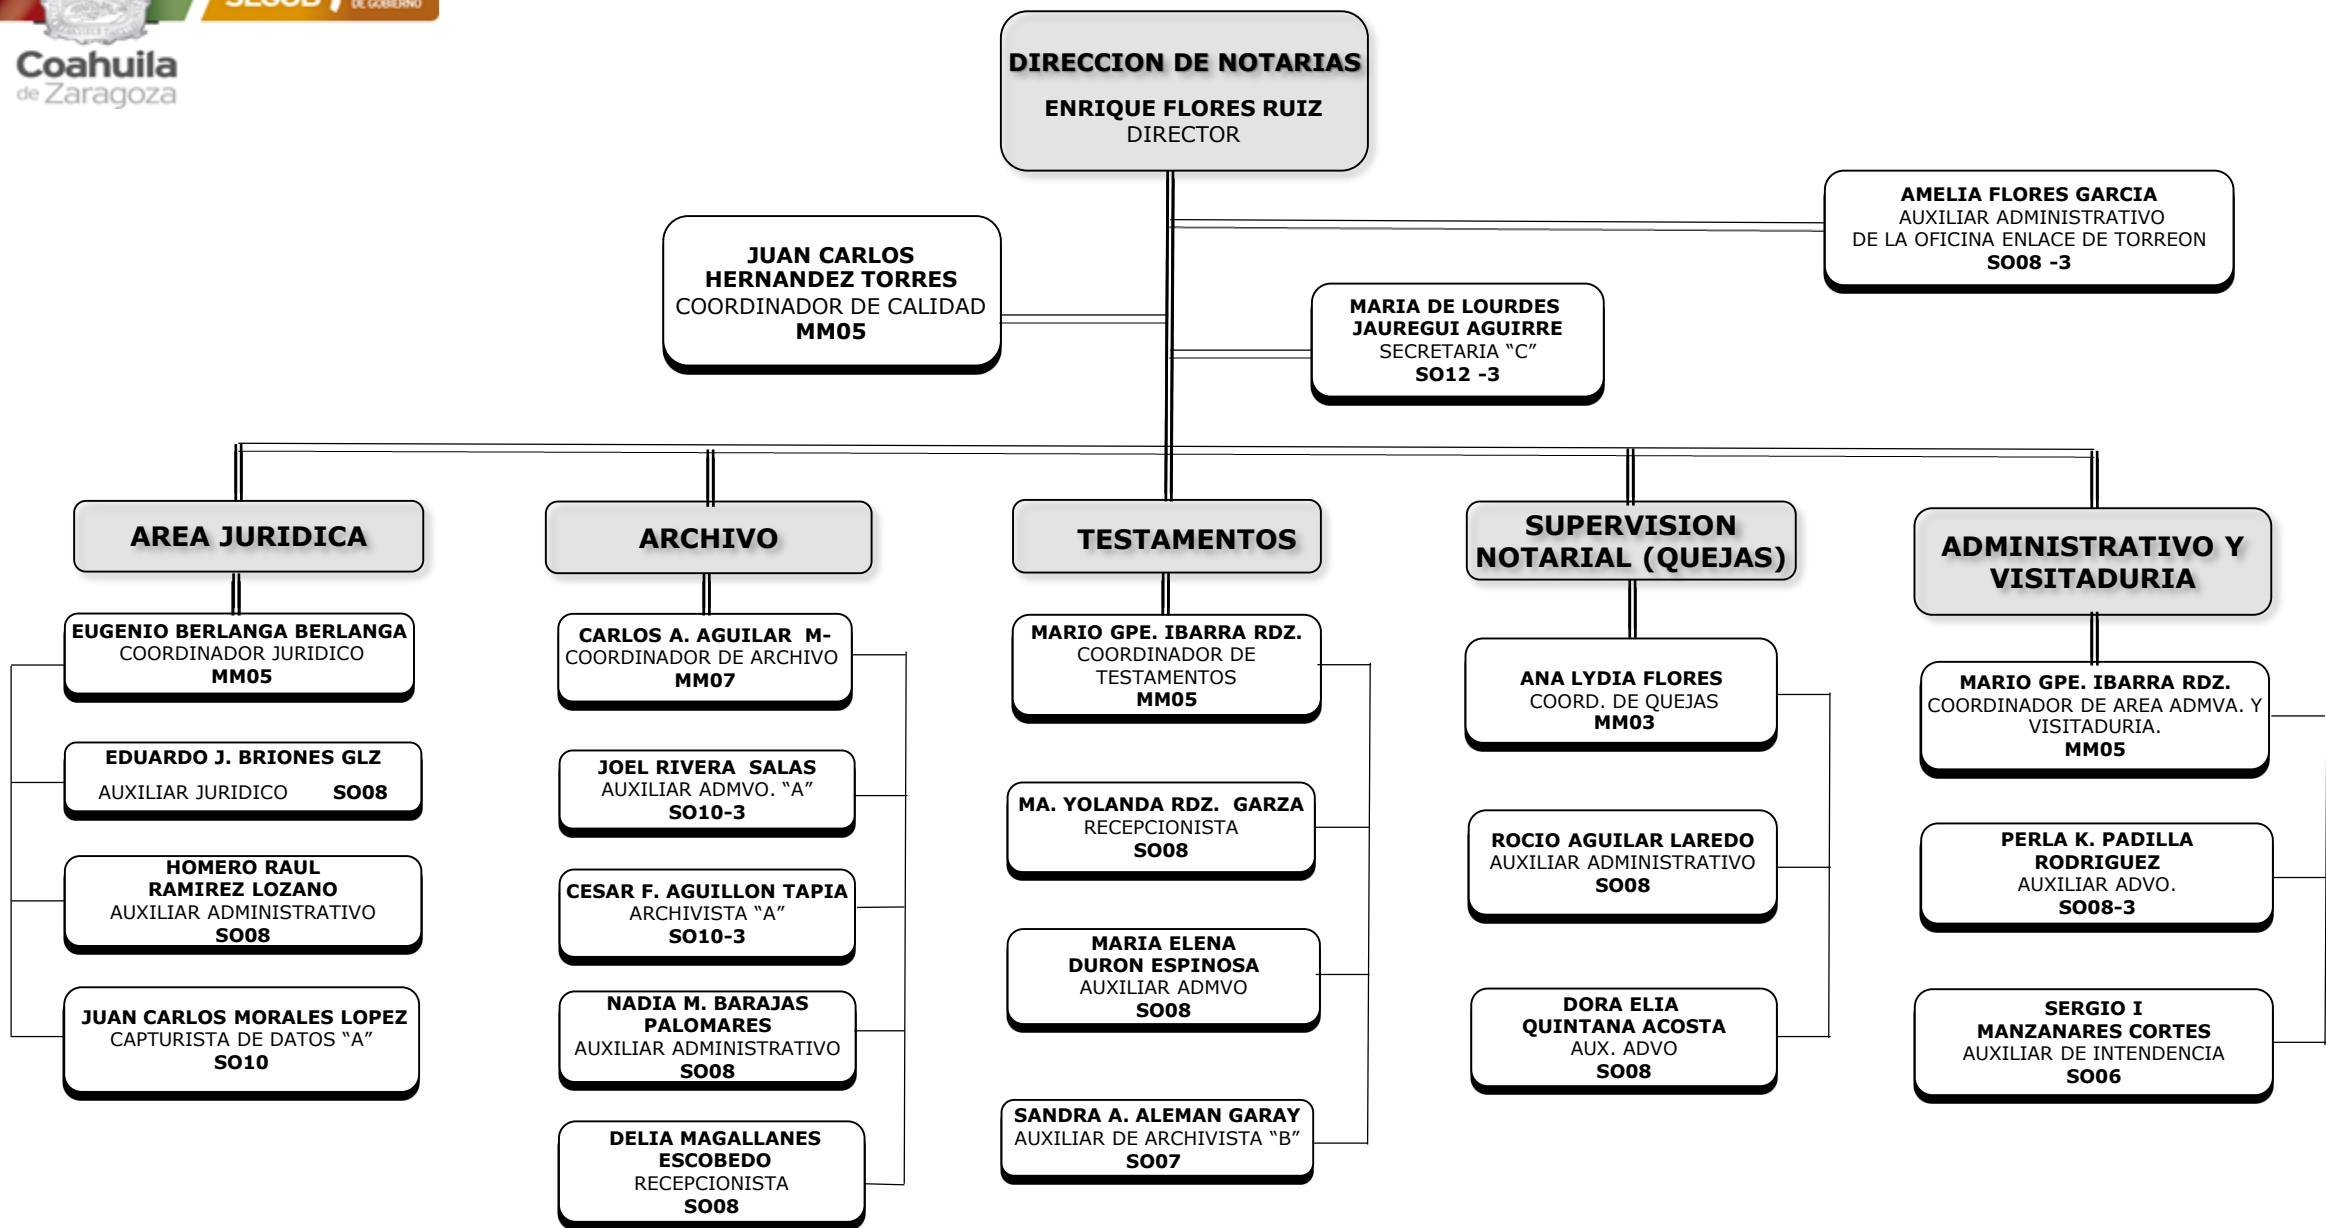 SEGOB
DE GOBIERNO
Coahuila
de Zaragoza
DIRECCION DE NOTARIAS
ENRIQUE FLORES RUIZ
DIRECTOR
AMELIA FLORES GARCIA
AUXILIAR ADMINISTRATIVO
DE LA OFICINA ENLACE DE TORREON
SO08 -3
JUAN CARLOS
HERNANDEZ TORRES
COORDINADOR DE CALIDAD
MM05
MARIA DE LOURDES
JAUREGUI AGUIRRE
SECRETARIA “C”
SO12 -3
AREA JURIDICA
EUGENIO BERLANGA BERLANGA
COORDINADOR JURIDICO
MM05
EDUARDO J. BRIONES GLZ
AUXILIAR JURIDICO SO08
HOMERO RAUL
RAMIREZ LOZANO
AUXILIAR ADMINISTRATIVO
SO08
JUAN CARLOS MORALES LOPEZ
CAPTURISTA DE DATOS “A”
SO10
ARCHIVO
CARLOS A. AGUILAR M-
COORDINADOR DE ARCHIVO
MM07
JOEL RIVERA SALAS
AUXILIAR ADMVO. “A”
SO10-3
CESAR F. AGUILLON TAPIA
ARCHIVISTA “A”
SO10-3
NADIA M. BARAJAS
PALOMARES
AUXILIAR ADMINISTRATIVO
SO08
DELIA MAGALLANES
ESCOBEDO
RECEPCIONISTA
SO08
TESTAMENTOS
MARIO GPE. IBARRA RDZ.
COORDINADOR DE
TESTAMENTOS
MM05
MA. YOLANDA RDZ. GARZA
RECEPCIONISTA
SO08
MARIA ELENA
DURON ESPINOSA
AUXILIAR ADMVO
SO08
SANDRA A. ALEMAN GARAY
AUXILIAR DE ARCHIVISTA “B”
SO07
SUPERVISION
NOTARIAL (QUEJAS)
ANA LYDIA FLORES
COORD. DE QUEJAS
MM03
ROCIO AGUILAR LAREDO
AUXILIAR ADMINISTRATIVO
SO08
DORA ELIA
QUINTANA ACOSTA
AUX. ADVO
SO08
ADMINISTRATIVO Y
VISITADURIA
MARIO GPE. IBARRA RDZ.
COORDINADOR DE AREA ADMVA. Y
VISITADURIA.
MM05
PERLA K. PADILLA
RODRIGUEZ
AUXILIAR ADVO.
SO08-3
SERGIO I
MANZANARES CORTES
AUXILIAR DE INTENDENCIA
SO06